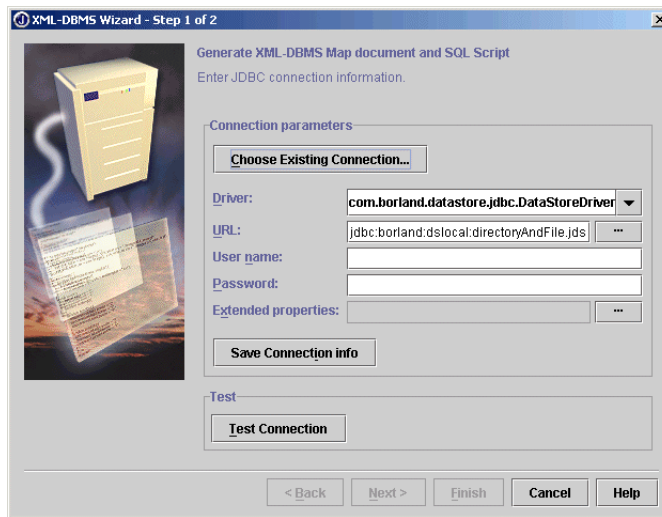 XML-DBMS Wizard - Step 1 of 2
Generate XML-DBMS Map document and SQL Script
Enter JDBC connection information.
Connection parameters
Choose Existing Connection...
Driver: com.borland.datastore.jdbc.DataStoreDriver
URL: jdbc:borland:dslocal:directoryAndFile.jds ...
User name:
Password:
Extended properties: ...
Save Connection info
Test
Test Connection
< Back Next > Finish Cancel Help